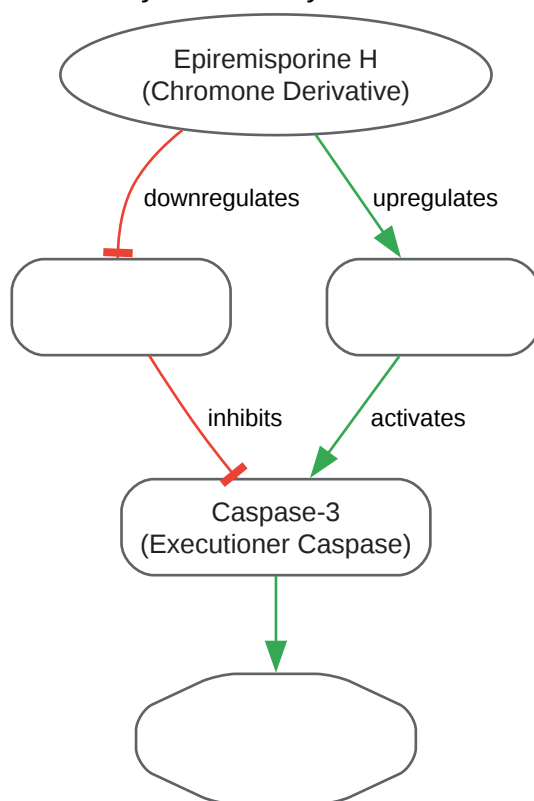 Epiremisporine H
(Chromone Derivative)
downregulates
upregulates
inhibits
activates
Caspase-3
(Executioner Caspase)